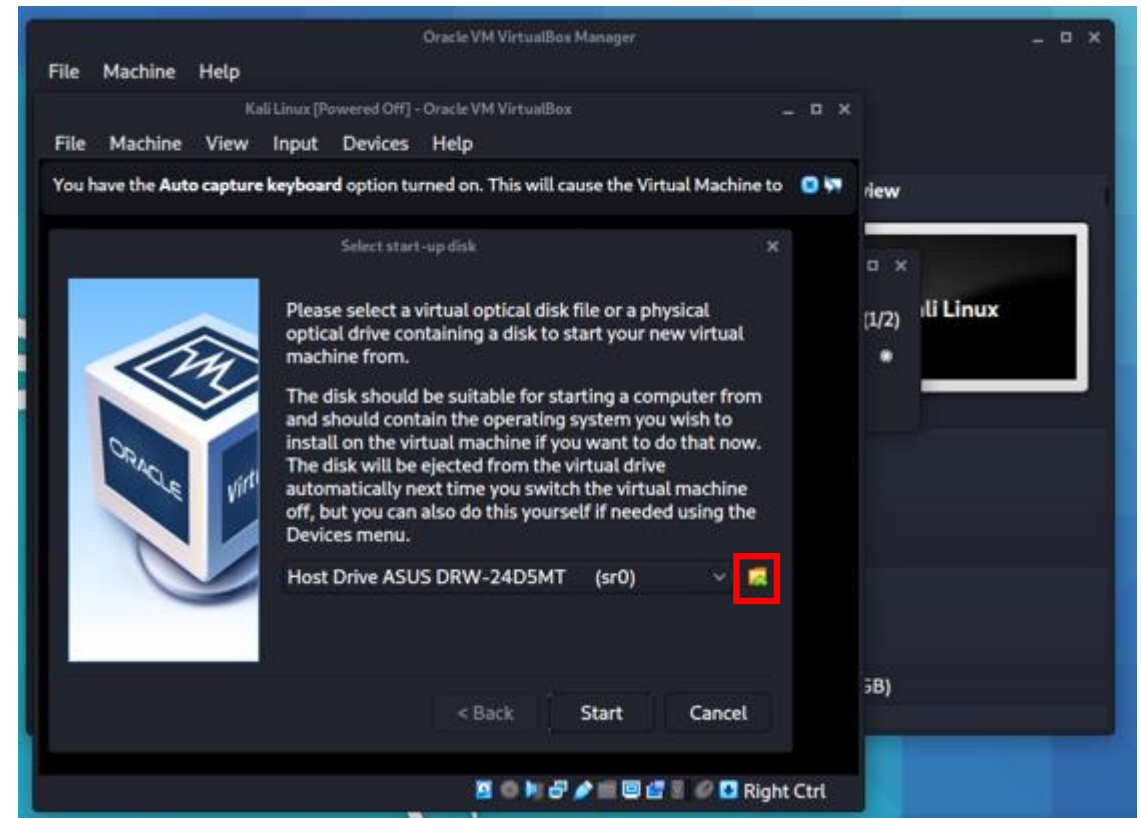 Oracle VM VirtualBox Manager
File Machine Help
Kali Linux [Powered Off] - Oracle VM VirtualBox
File Machine View Input Devices Help
You have the Auto capture keyboard option turned on. This will cause the Virtual Machine to
view
Select start-up disk
Please select a virtual optical disk file or a physical
optical drive containing a disk to start your new virtual
machine from.
The disk should be suitable for starting a computer from
and should contain the operating system you wish to
install on the virtual machine if you want to do that now.
The disk will be ejected from the virtual drive
automatically next time you switch the virtual machine
off, but you can also do this yourself if needed using the
Devices menu.
ORACLE
Virt
(1/2)
li Linux
Host Drive ASUS DRW-24D5MT (sr0)
GB)
< Back Start Cancel
Right Ctrl